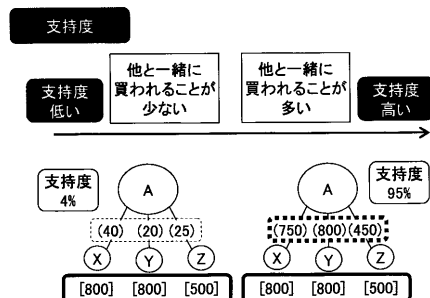 支持度
支持度
低い
他と一緒に
買われることが
少ない
他と一緒に
買われることが
多い
支持度
高い
支持度
4%
A
(40) (20) (25)
X Y Z
[800] [800] [500]
A
支持度
95%
(750) (800) (450)
X Y Z
[800] [800] [500]